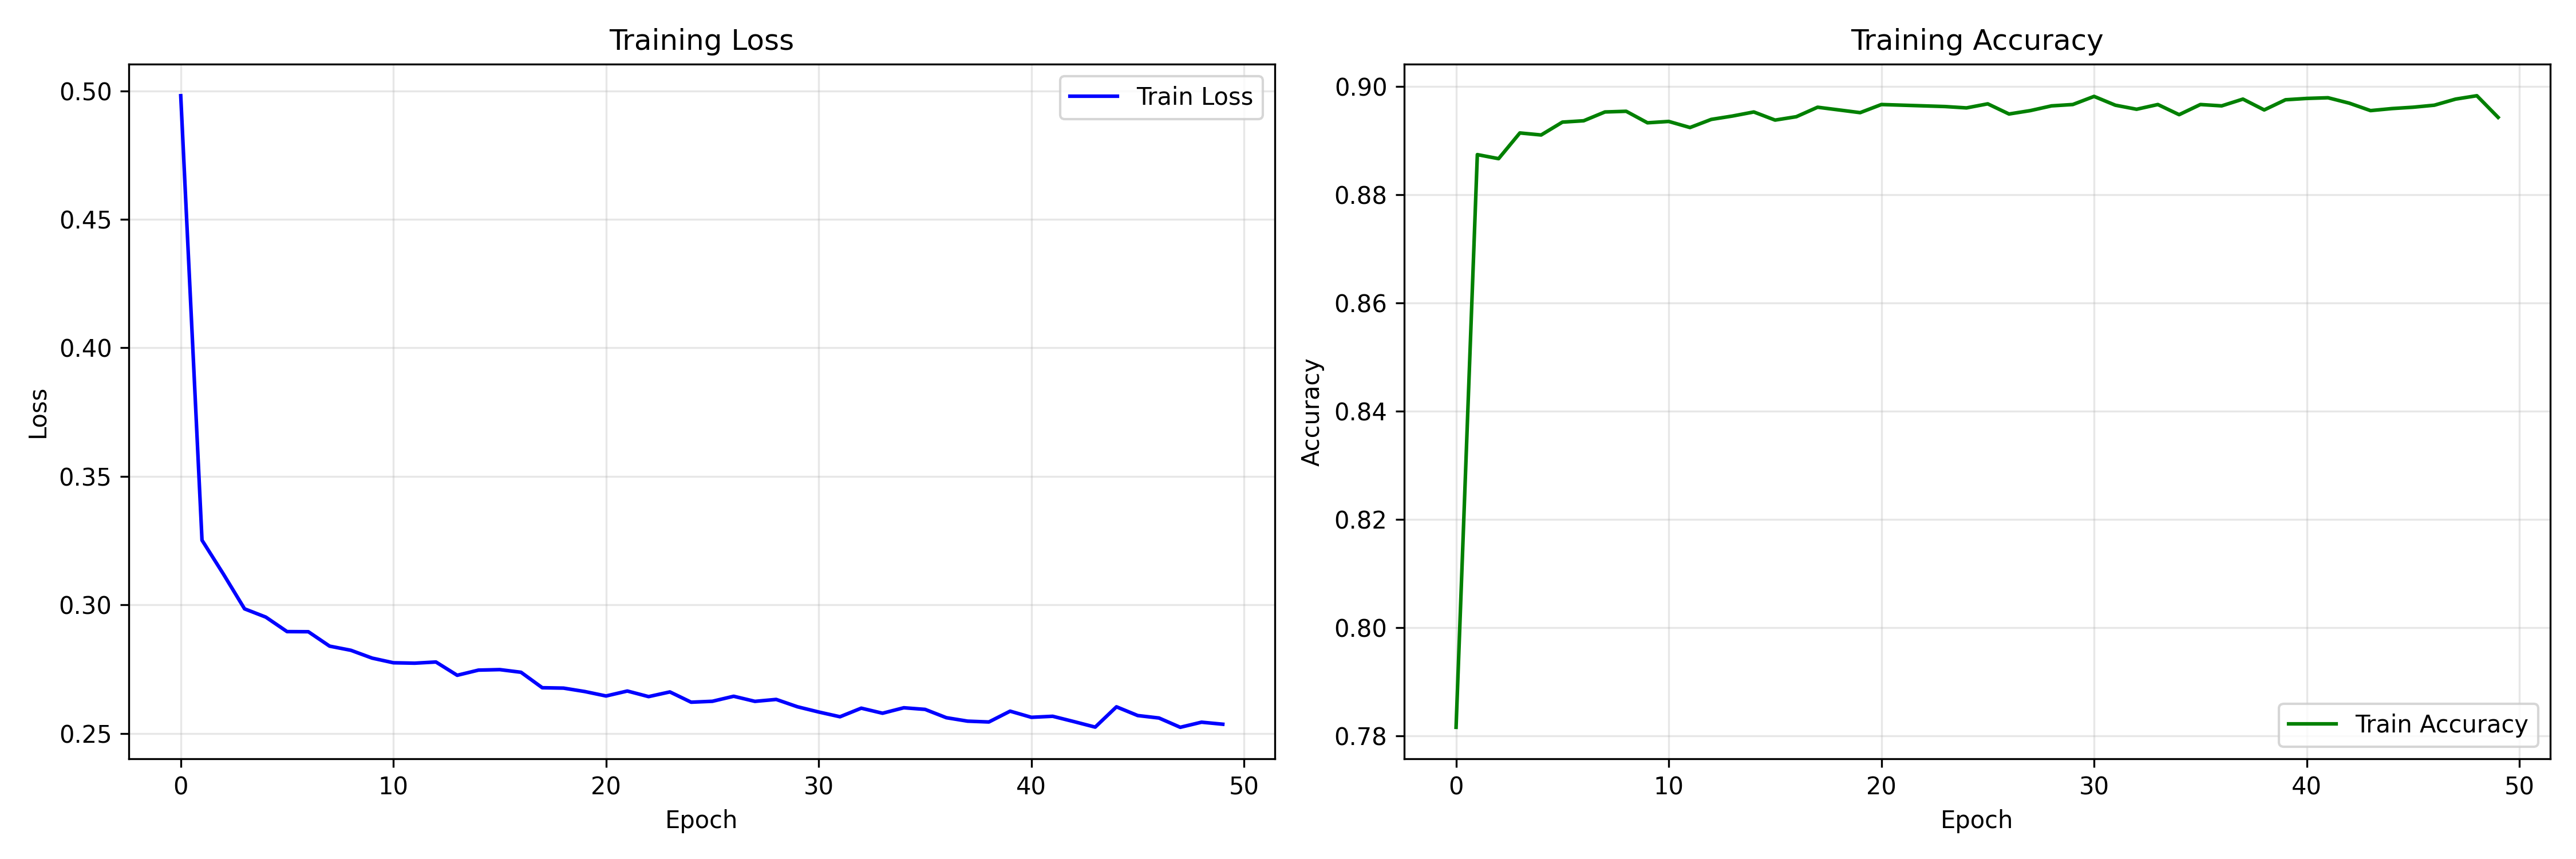 Training Loss
Train Loss
0.50
0.45
0.40
0.35
0.30
0.25
Loss
0 10 20 30 40 50
Epoch
Training Accuracy
0.90
0.88
0.86
0.84
0.82
0.80
0.78
Accuracy
Train Accuracy
0 10 20 30 40 50
Epoch